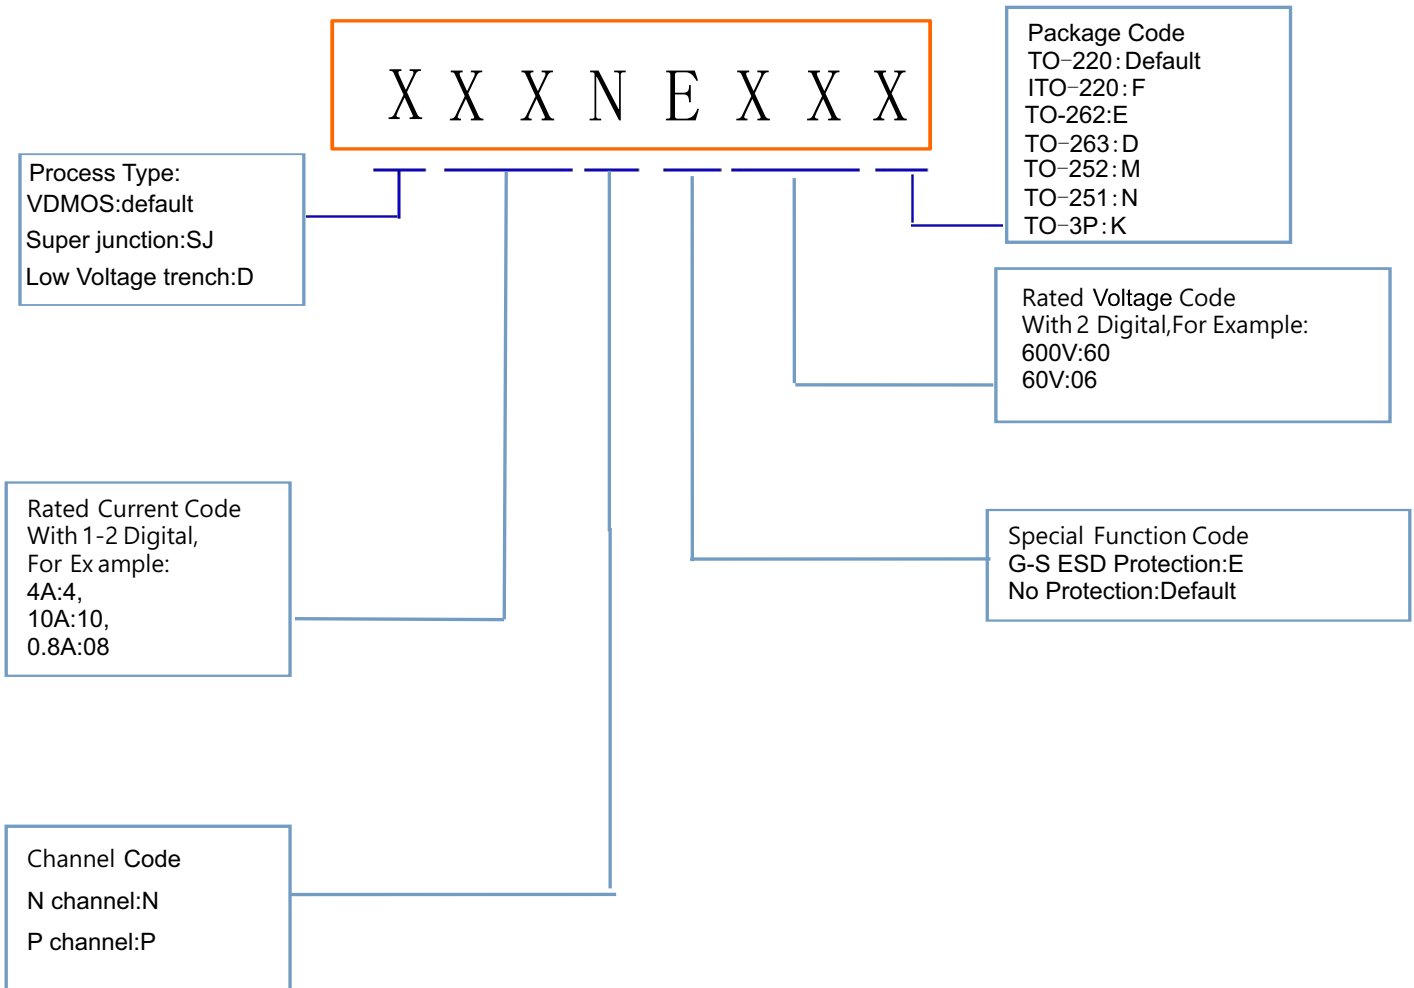 X X X N E X X X
Package Code
TO-220:Default
ITO-220:F
TO-262:E
TO-263:D
TO-252:M
TO-251:N
TO-3P:K
Process Type:
VDMOS:default
Super junction:SJ
Low Voltage trench:D
Rated Voltage Code
With 2 Digital,For Example:
600V:60
60V:06
Rated Current Code
With 1-2 Digital,
For Ex ample:
4A:4,
10A:10,
0.8A:08
Special Function Code
G-S ESD Protection:E
No Protection:Default
Channel Code
N channel:N
P channel:P